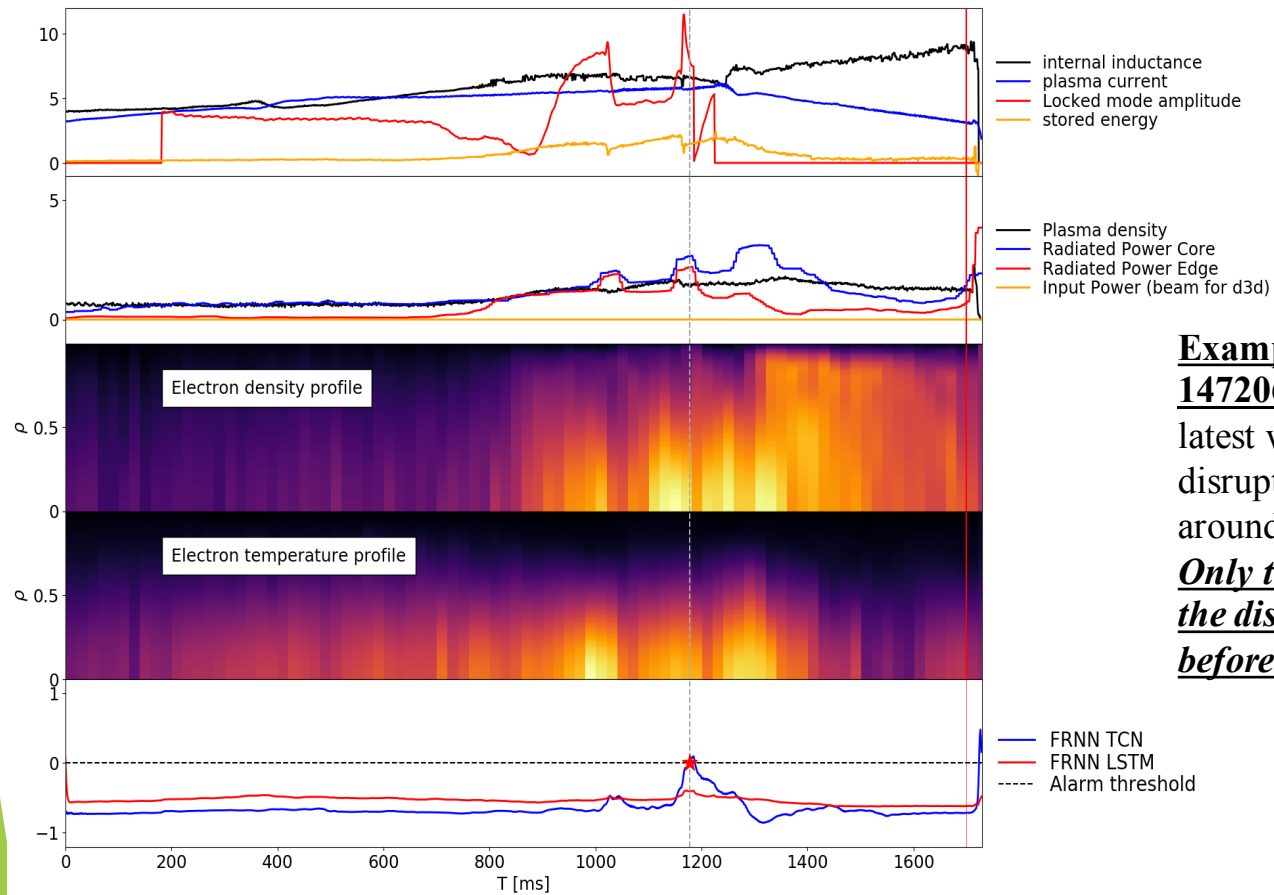 10
5
0
internal inductance
plasma current
Locked mode amplitude
stored energy
5
0
Plasma density
Radiated Power Core
Radiated Power Edge
Input Power (beam for d3d)
Electron density profile
ρ
0.5
0
Electron temperature profile
ρ
0.5
0
1
0
−1
FRNN TCN
FRNN LSTM
Alarm threshold
0
200
400
600
800
1000
1200
1400
1600
T [ms]
latest
around
Only
the
before